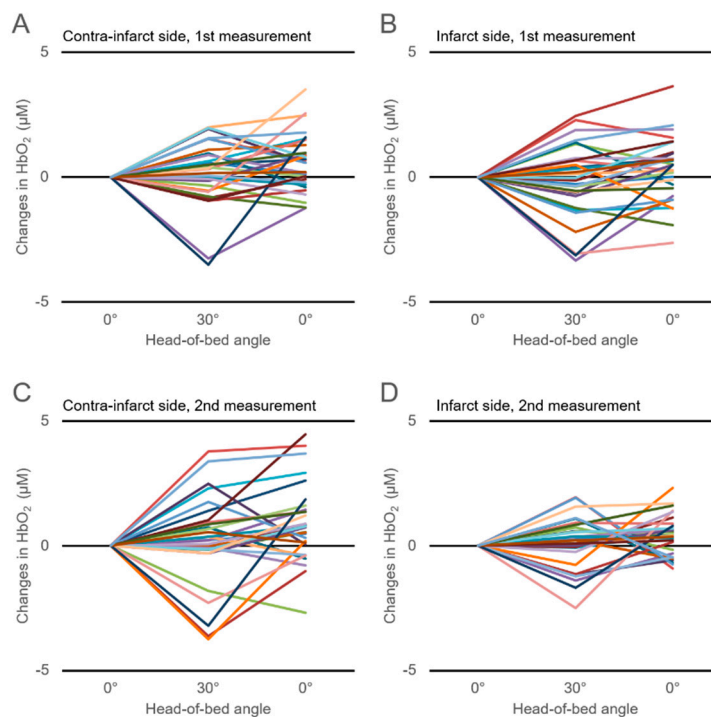 A
Contra-infarct side, 1st measurement
5
0
-5
Changes in HbO₂ (μM)
0° 30° 0°
Head-of-bed angle
B
Infarct side, 1st measurement
5
0
-5
Changes in HbO₂ (μM)
0° 30° 0°
Head-of-bed angle
C
Contra-infarct side, 2nd measurement
5
0
-5
Changes in HbO₂ (μM)
0° 30° 0°
Head-of-bed angle
D
Infarct side, 2nd measurement
5
0
-5
Changes in HbO₂ (μM)
0° 30° 0°
Head-of-bed angle